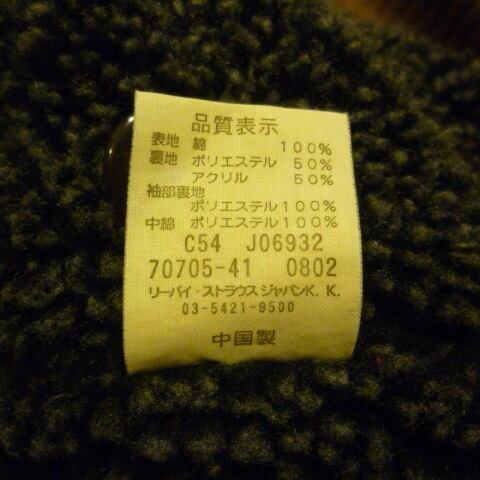 品質表示
表地 綿 100%
裏地 ポリエステル 50%
アクリル 50%
袖部裏地
ポリエステル100%
中綿 ポリエステル100%
C54 J06932
70705-41 0802
リーバイ・ストラウスジャパンK.K.
03-5421-9500
中国製